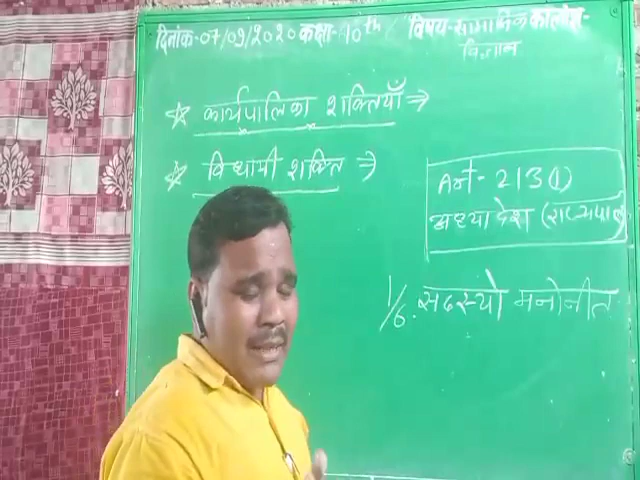 दिनांक-07/09/2020 कक्षा-10th विषय-सामाजिक
विज्ञान
☆ कार्यपालिका शक्तियाँ ⇒
☆ विधायी शक्ति ⇒
Art-213(1)
अध्यादेश (राज्यपाल)
1/6. सदस्यो मनोनीत